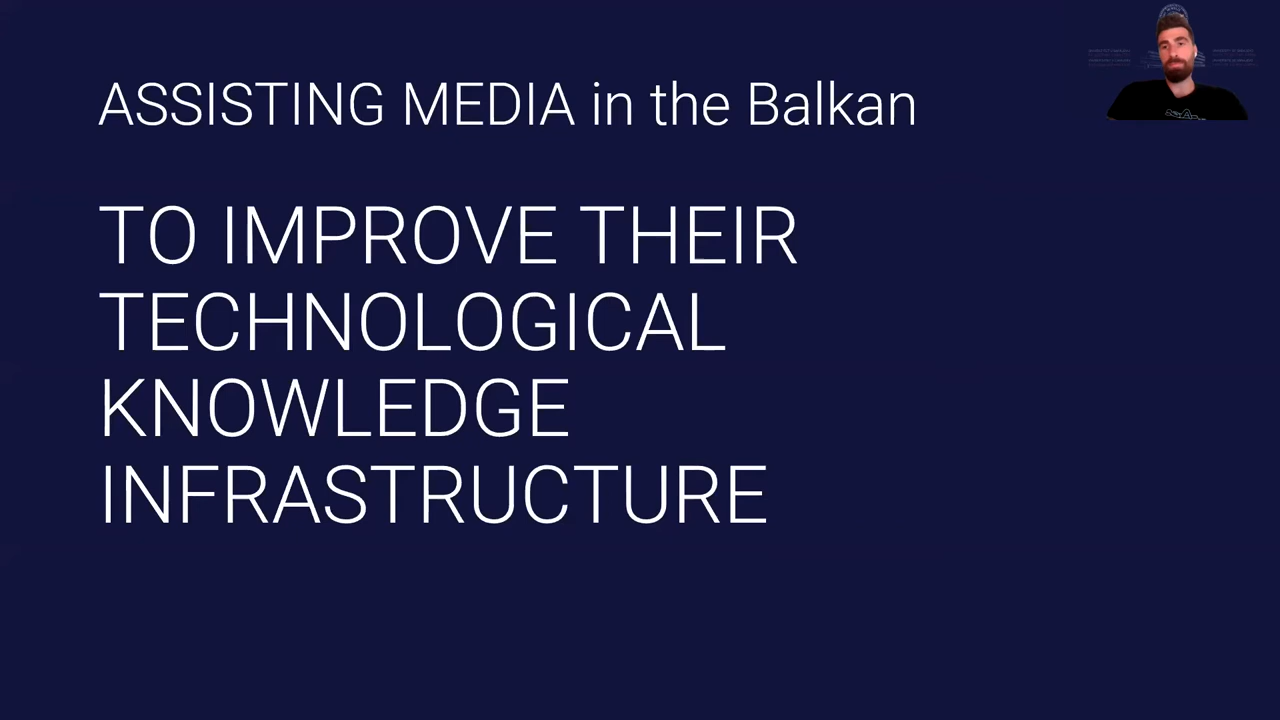 ASSISTING MEDIA in the Balkan
TO IMPROVE THEIR
TECHNOLOGICAL
KNOWLEDGE
INFRASTRUCTURE